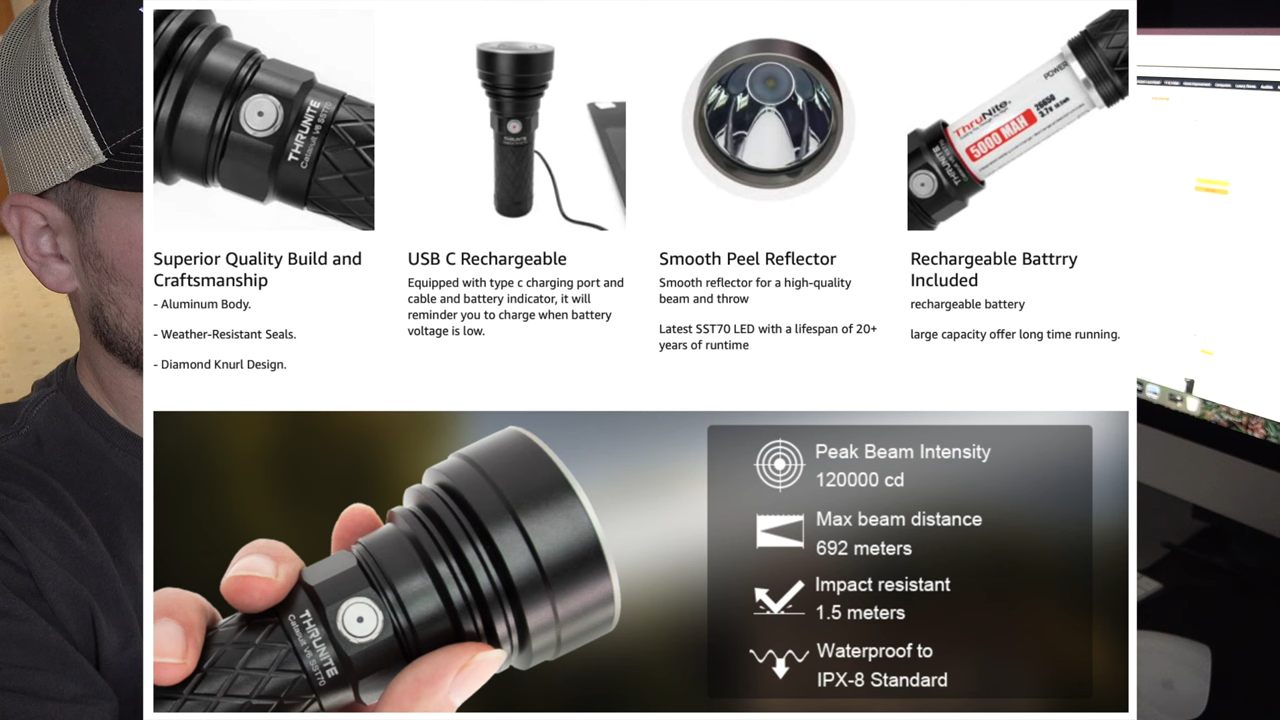 THRUNITE
Catapult V6 SST70
POWER
ThruNite
26650
5000 MAH
THRUNITE
Superior Quality Build and
Craftsmanship
- Aluminum Body.
- Weather-Resistant Seals.
- Diamond Knurl Design.
USB C Rechargeable
Equipped with type c charging port and
cable and battery indicator, it will
reminder you to charge when battery
voltage is low.
Smooth Peel Reflector
Smooth reflector for a high-quality
beam and throw
Latest SST70 LED with a lifespan of 20+
years of runtime
Rechargeable Battrry
Included
rechargeable battery
large capacity offer long time running.
Peak Beam Intensity
120000 cd
Max beam distance
692 meters
Impact resistant
1.5 meters
Waterproof to
IPX-8 Standard
THRUNITE
Catapult V6 SST70